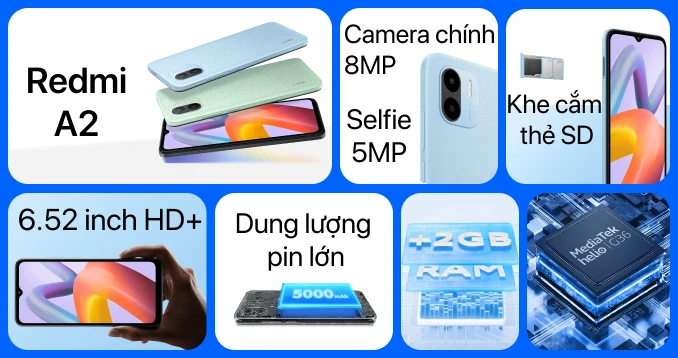 Redmi
A2
Camera chính
8MP
Selfie
5MP
Khe cắm
thẻ SD
6.52 inch HD+
Dung lượng
pin lớn
5000mAh
+2GB
RAM
MediaTek
helio G36